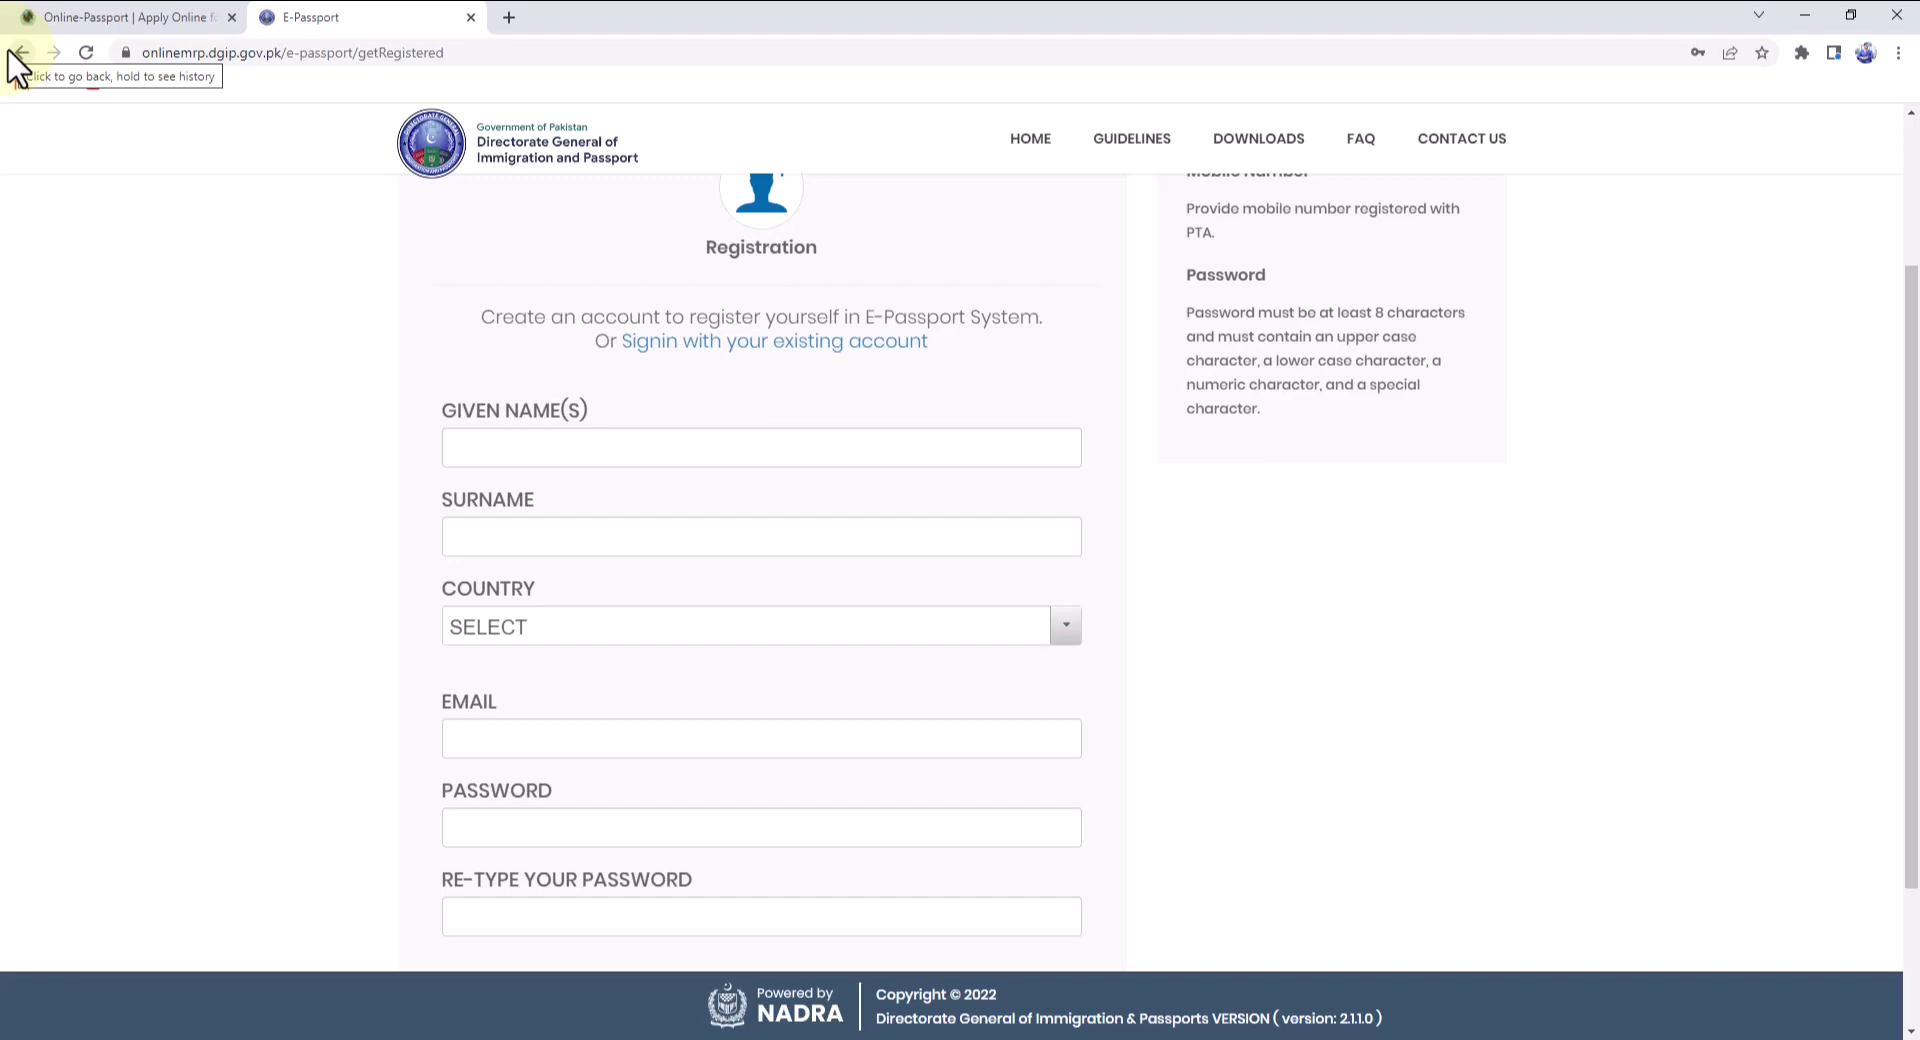 Online-Passport | Apply Online fo
E-Passport
onlinemrp.dgip.gov.pk/e-passport/getRegistered
Click to go back, hold to see history
Government of Pakistan
Directorate General of
Immigration and Passport
HOME
GUIDELINES
DOWNLOADS
FAQ
CONTACT US
Registration
Create an account to register yourself in E-Passport System.
Or Signin with your existing account
GIVEN NAME(S)
SURNAME
COUNTRY
SELECT
EMAIL
PASSWORD
RE-TYPE YOUR PASSWORD
Mobile Number
Provide mobile number registered with
PTA.
Password
Password must be at least 8 characters
and must contain an upper case
character, a lower case character, a
numeric character, and a special
character.
Powered by
NADRA
Copyright © 2022
Directorate General of Immigration & Passports VERSION ( version: 2.1.1.0 )